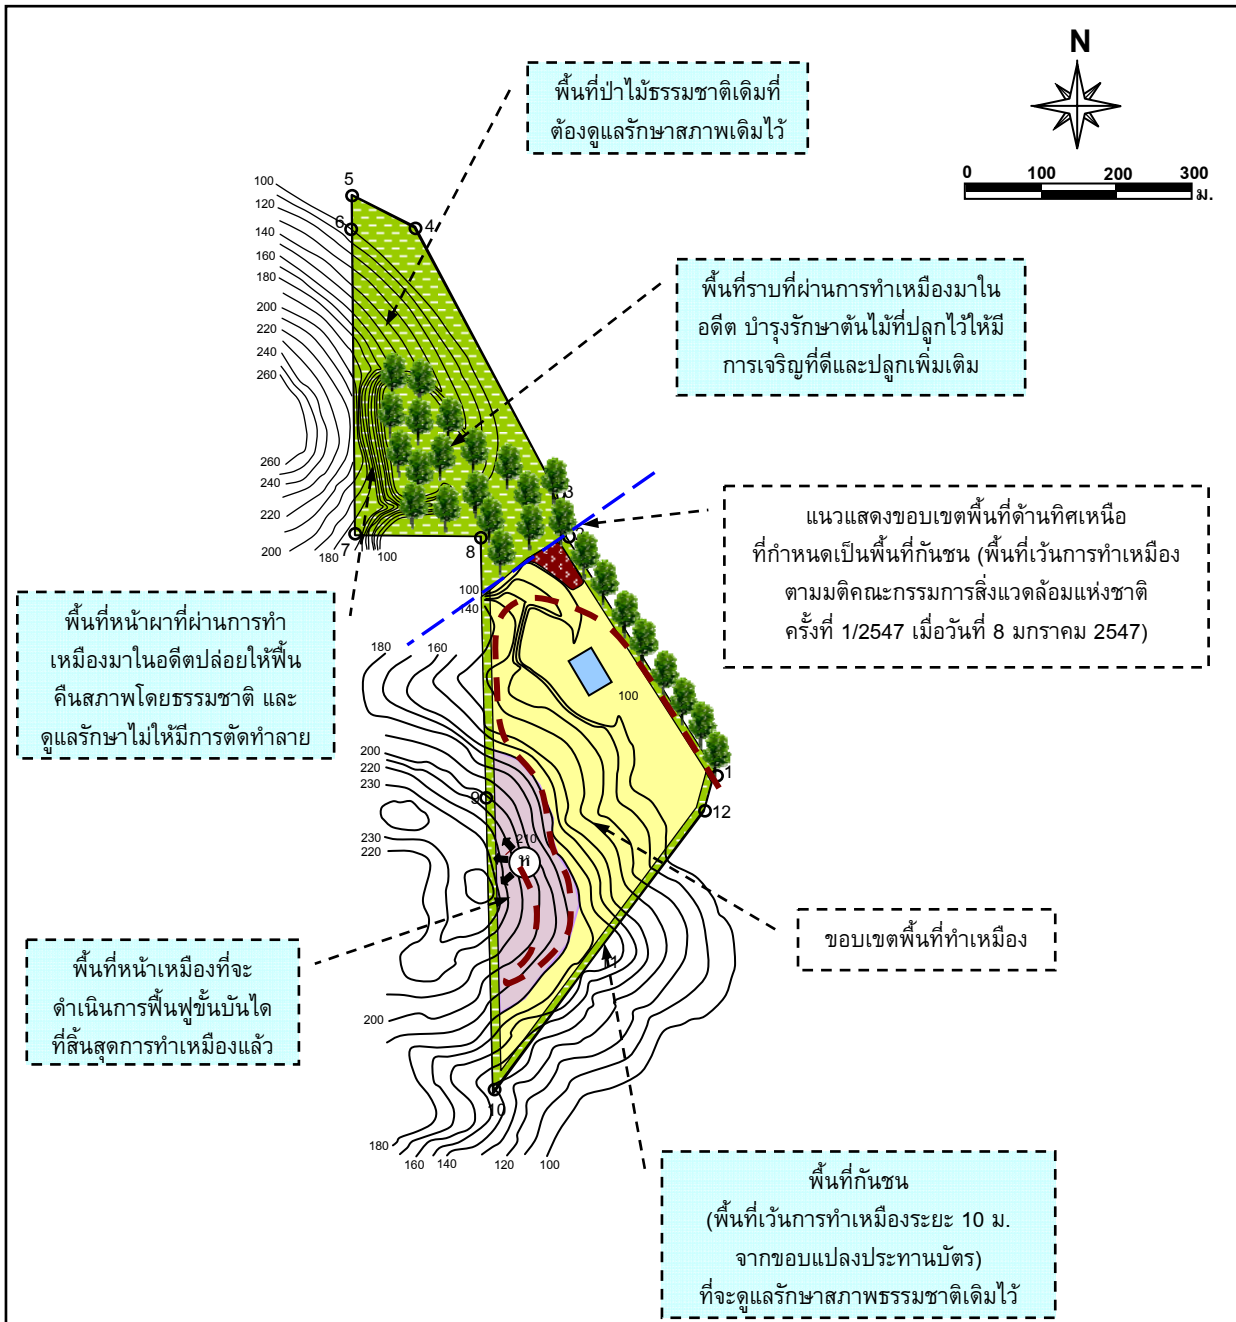 N
0 100 200 300
ม.
พื้นที่ป่าไม้ธรรมชาติเดิมที่
ต้องดูแลรักษาสภาพเดิมไว้
พื้นที่ราบที่ผ่านการทำเหมืองมาใน
อดีต บำรุงรักษาต้นไม้ที่ปลูกไว้ให้มี
การเจริญที่ดีและปลูกเพิ่มเติม
แนวแสดงขอบเขตพื้นที่ด้านทิศเหนือ
ที่กำหนดเป็นพื้นที่กันชน (พื้นที่เว้นการทำเหมือง
ตามมติคณะกรรมการสิ่งแวดล้อมแห่งชาติ
ครั้งที่ 1/2547 เมื่อวันที่ 8 มกราคม 2547)
พื้นที่หน้าผาที่ผ่านการทำ
เหมืองมาในอดีตปล่อยให้ฟื้น
คืนสภาพโดยธรรมชาติ และ
ดูแลรักษาไม่ให้มีการตัดทำลาย
ขอบเขตพื้นที่ทำเหมือง
พื้นที่หน้าเหมืองที่จะ
ดำเนินการฟื้นฟูขั้นบันได
ที่สิ้นสุดการทำเหมืองแล้ว
พื้นที่กันชน
(พื้นที่เว้นการทำเหมืองระยะ 10 ม.
จากขอบแปลงประทานบัตร)
ที่จะดูแลรักษาสภาพธรรมชาติเดิมไว้
5
4
6
3
2
7
8
1
12
9
11
10
ห
100
120
140
160
180
200
220
240
260
260
240
220
200
180
100
100
140
180
160
100
200
220
230
210
230
220
200
180
160
140
120
100